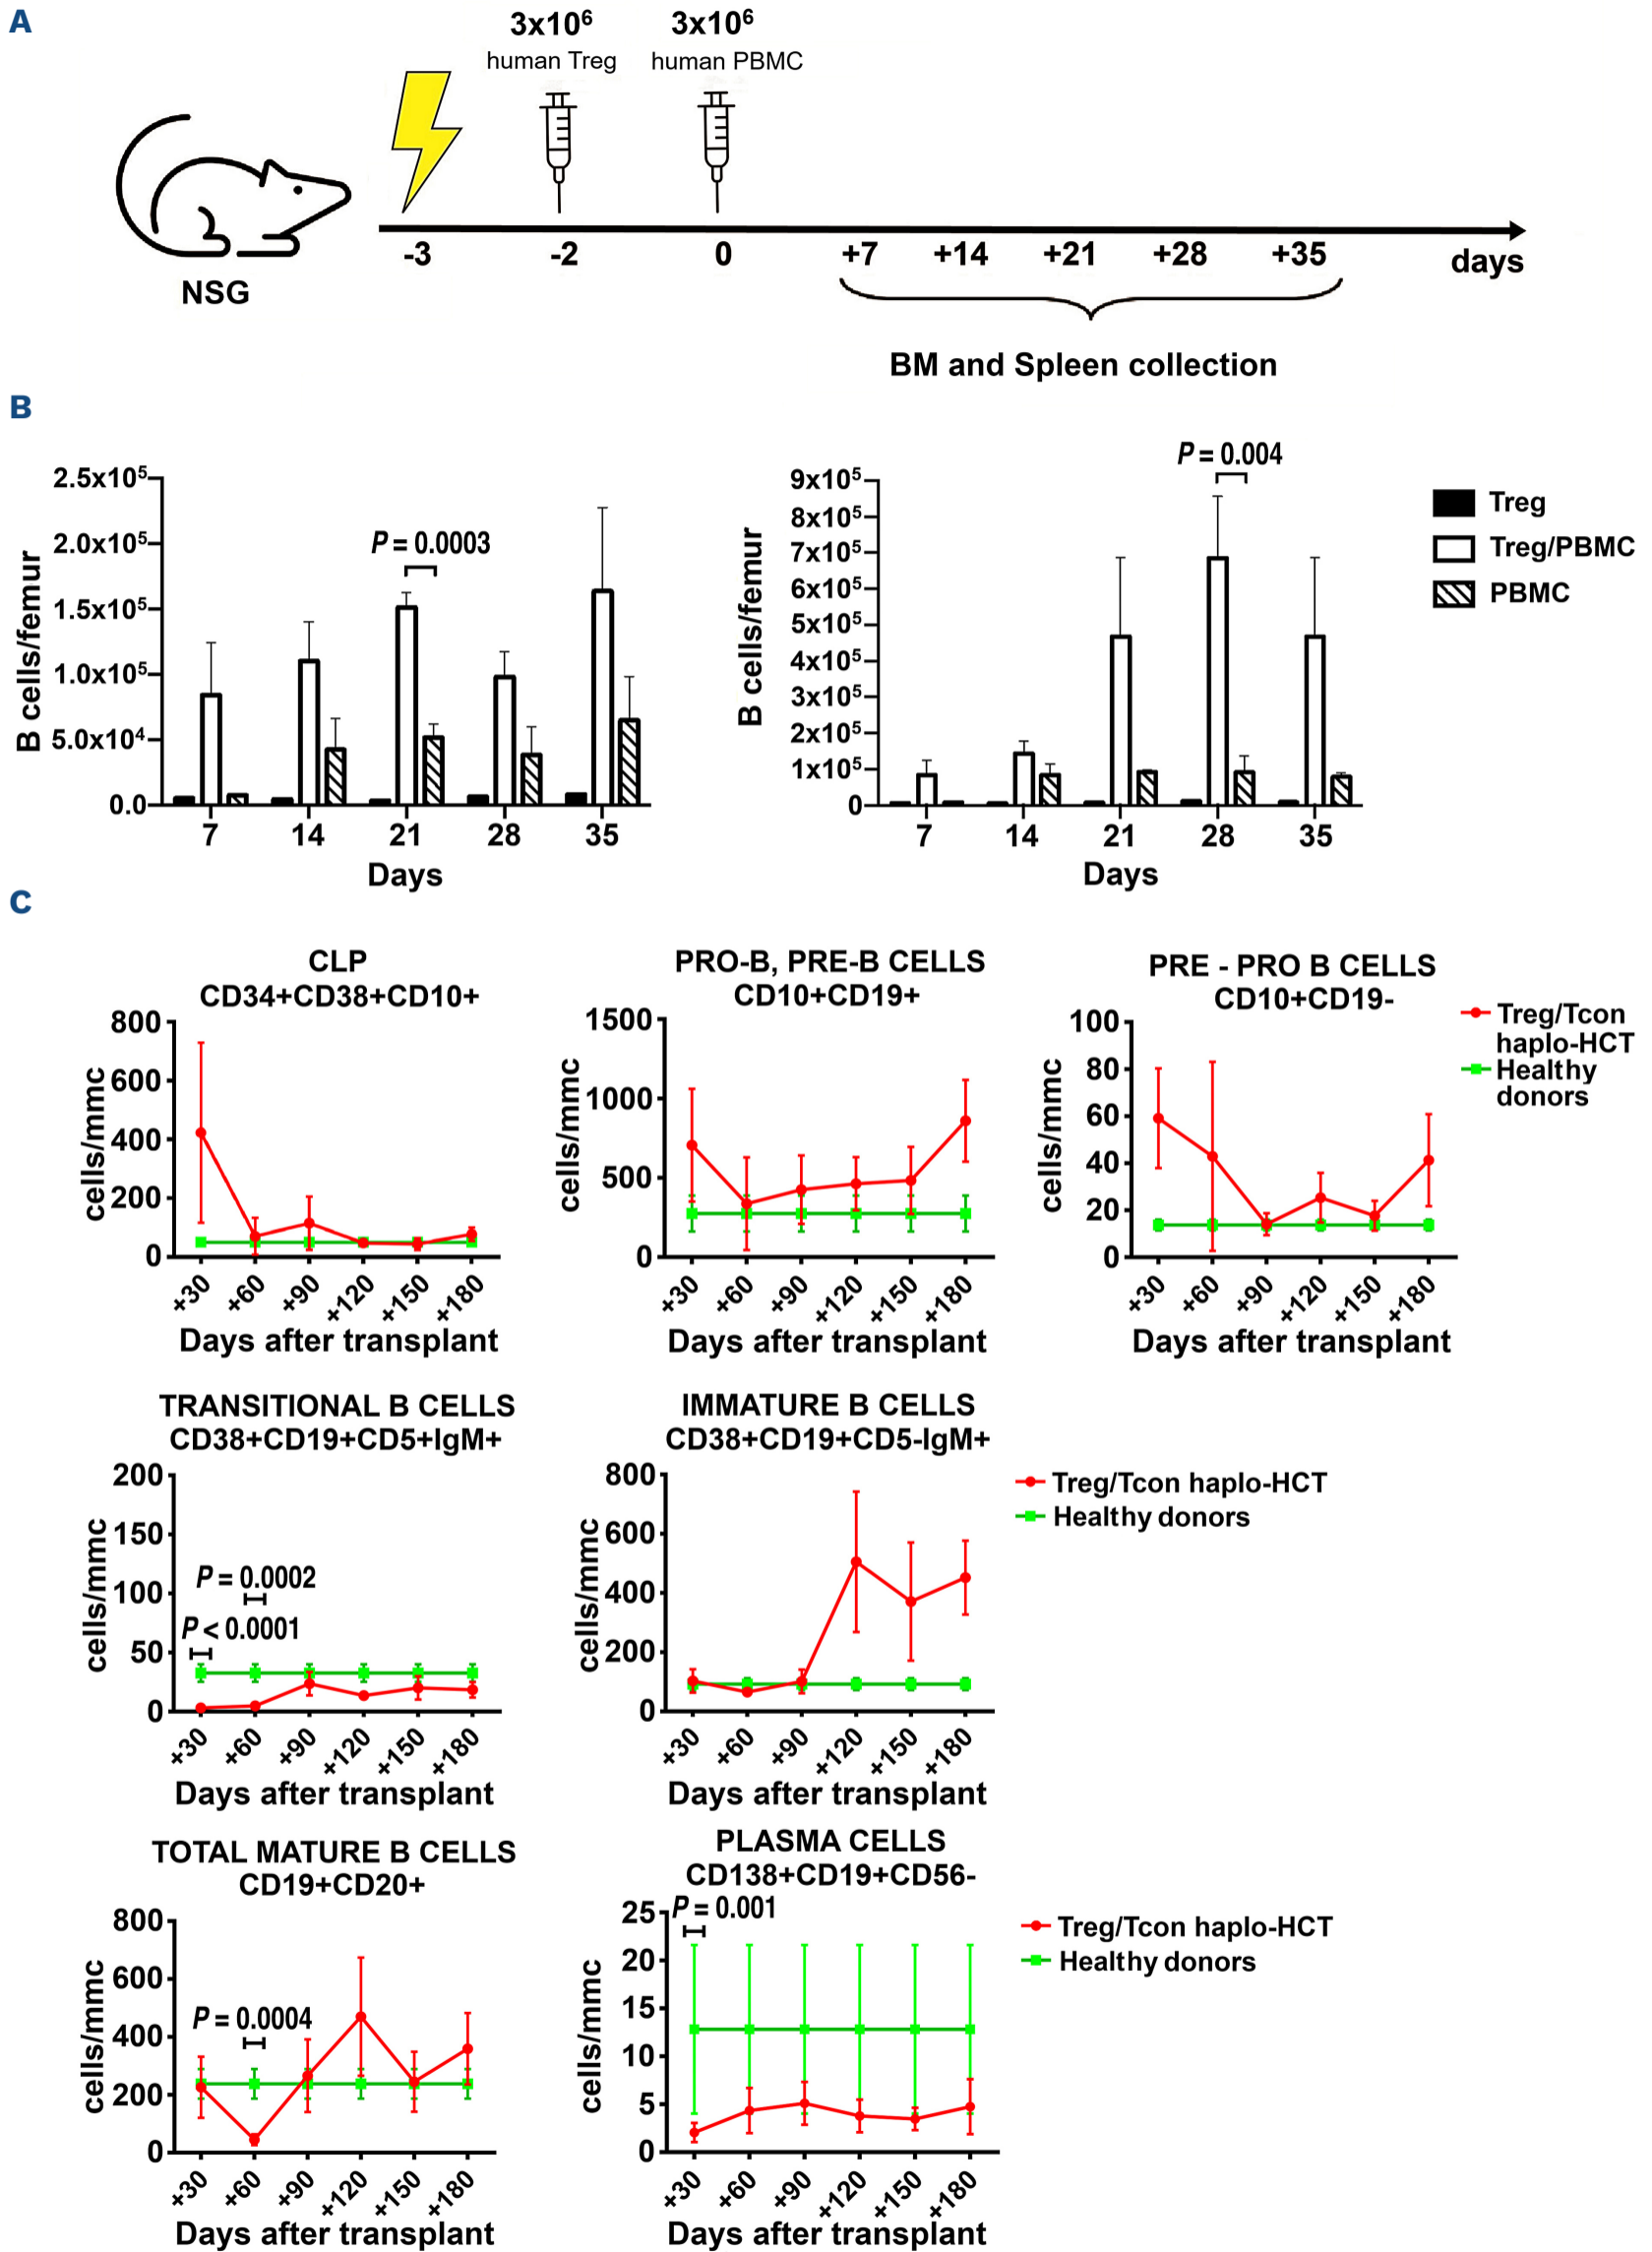 A
3x10⁶
human Treg
3x10⁶
human PBMC
NSG
-3
-2
0
+7
+14
+21
+28
+35
days
BM and Spleen collection
B
B cells/femur
2.5x10⁵
2.0x10⁵
1.5x10⁵
1.0x10⁵
5.0x10⁴
0.0
P = 0.0003
7
14
21
28
35
Days
B cells/femur
9x10⁵
8x10⁵
7x10⁵
6x10⁵
5x10⁵
4x10⁵
3x10⁵
2x10⁵
1x10⁵
0
P = 0.004
7
14
21
28
35
Days
Treg
Treg/PBMC
PBMC
C
CLP
CD34+CD38+CD10+
cells/mmc
800
600
400
200
0
+30
+60
+90
+120
+150
+180
Days after transplant
PRO-B, PRE-B CELLS
CD10+CD19+
cells/mmc
1500
1000
500
0
+30
+60
+90
+120
+150
+180
Days after transplant
PRE - PRO B CELLS
CD10+CD19-
cells/mmc
100
80
60
40
20
0
+30
+60
+90
+120
+150
+180
Days after transplant
Treg/Tcon
haplo-HCT
Healthy
donors
TRANSITIONAL B CELLS
CD38+CD19+CD5+IgM+
cells/mmc
200
150
100
50
0
P = 0.0002
P < 0.0001
+30
+60
+90
+120
+150
+180
Days after transplant
IMMATURE B CELLS
CD38+CD19+CD5-IgM+
cells/mmc
800
600
400
200
0
+30
+60
+90
+120
+150
+180
Days after transplant
Treg/Tcon haplo-HCT
Healthy donors
TOTAL MATURE B CELLS
CD19+CD20+
cells/mmc
800
600
400
200
0
P = 0.0004
+30
+60
+90
+120
+150
+180
Days after transplant
PLASMA CELLS
CD138+CD19+CD56-
P = 0.001
cells/mmc
25
20
15
10
5
0
+30
+60
+90
+120
+150
+180
Days after transplant
Treg/Tcon haplo-HCT
Healthy donors